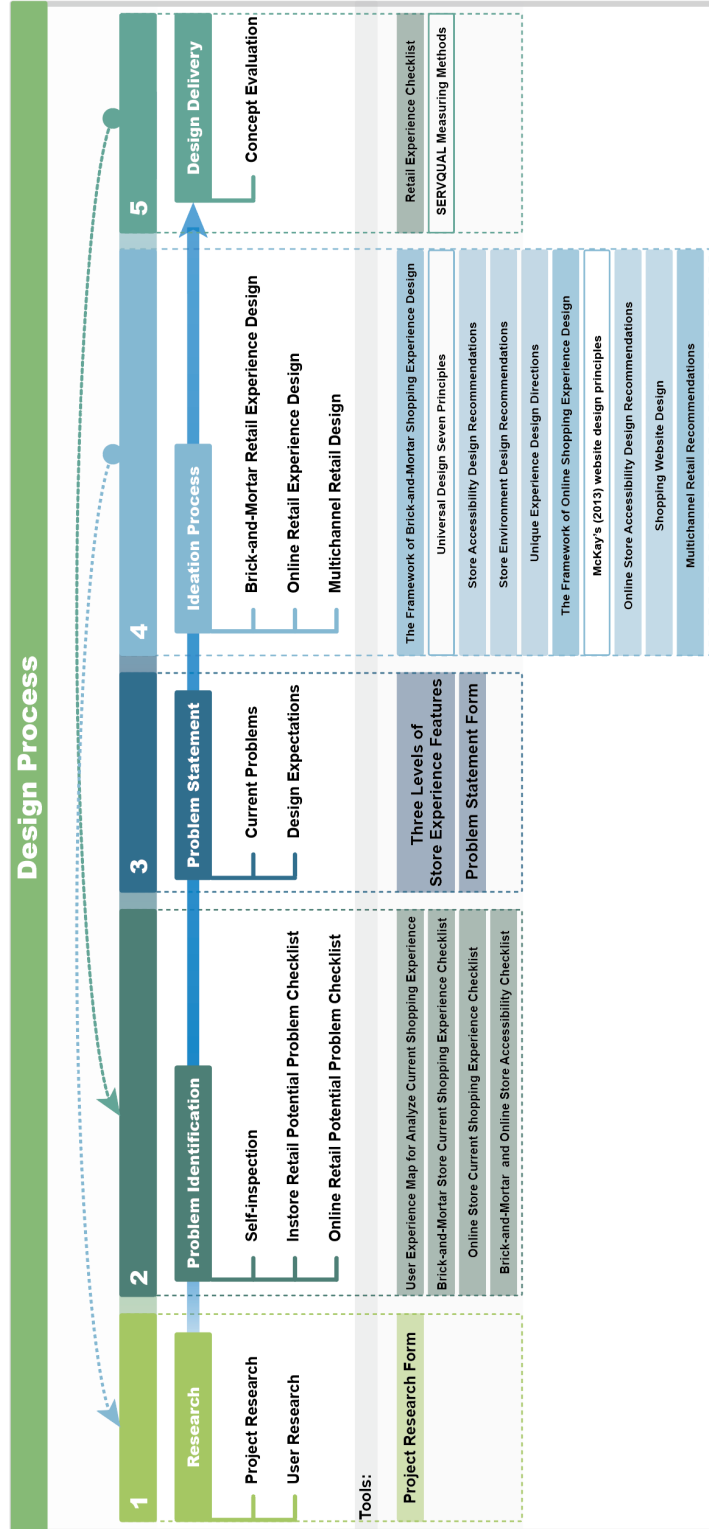 Design Process
1
Research
Project Research
User Research
2
Problem Identification
Self-inspection
Instore Retail Potential Problem Checklist
Online Retail Potential Problem Checklist
3
Problem Statement
Current Problems
Design Expectations
4
Ideation Process
Brick-and-Mortar Retail Experience Design
Online Retail Experience Design
Multichannel Retail Design
5
Design Delivery
Concept Evaluation
Tools:
Project Research Form
User Experience Map for Analyze Current Shopping Experience
Brick-and-Mortar Store Current Shopping Experience Checklist
Online Store Current Shopping Experience Checklist
Brick-and-Mortar and Online Store Accessibility Checklist
Three Levels of
Store Experience Features
Problem Statement Form
The Framework of Brick-and-Mortar Shopping Experience Design
Universal Design Seven Principles
Store Accessibility Design Recommendations
Store Environment Design Recommendations
Unique Experience Design Directions
The Framework of Online Shopping Experience Design
McKay's (2013) website design principles
Online Store Accessibility Design Recommendations
Shopping Website Design
Multichannel Retail Recommendations
Retail Experience Checklist
SERVQUAL Measuring Methods